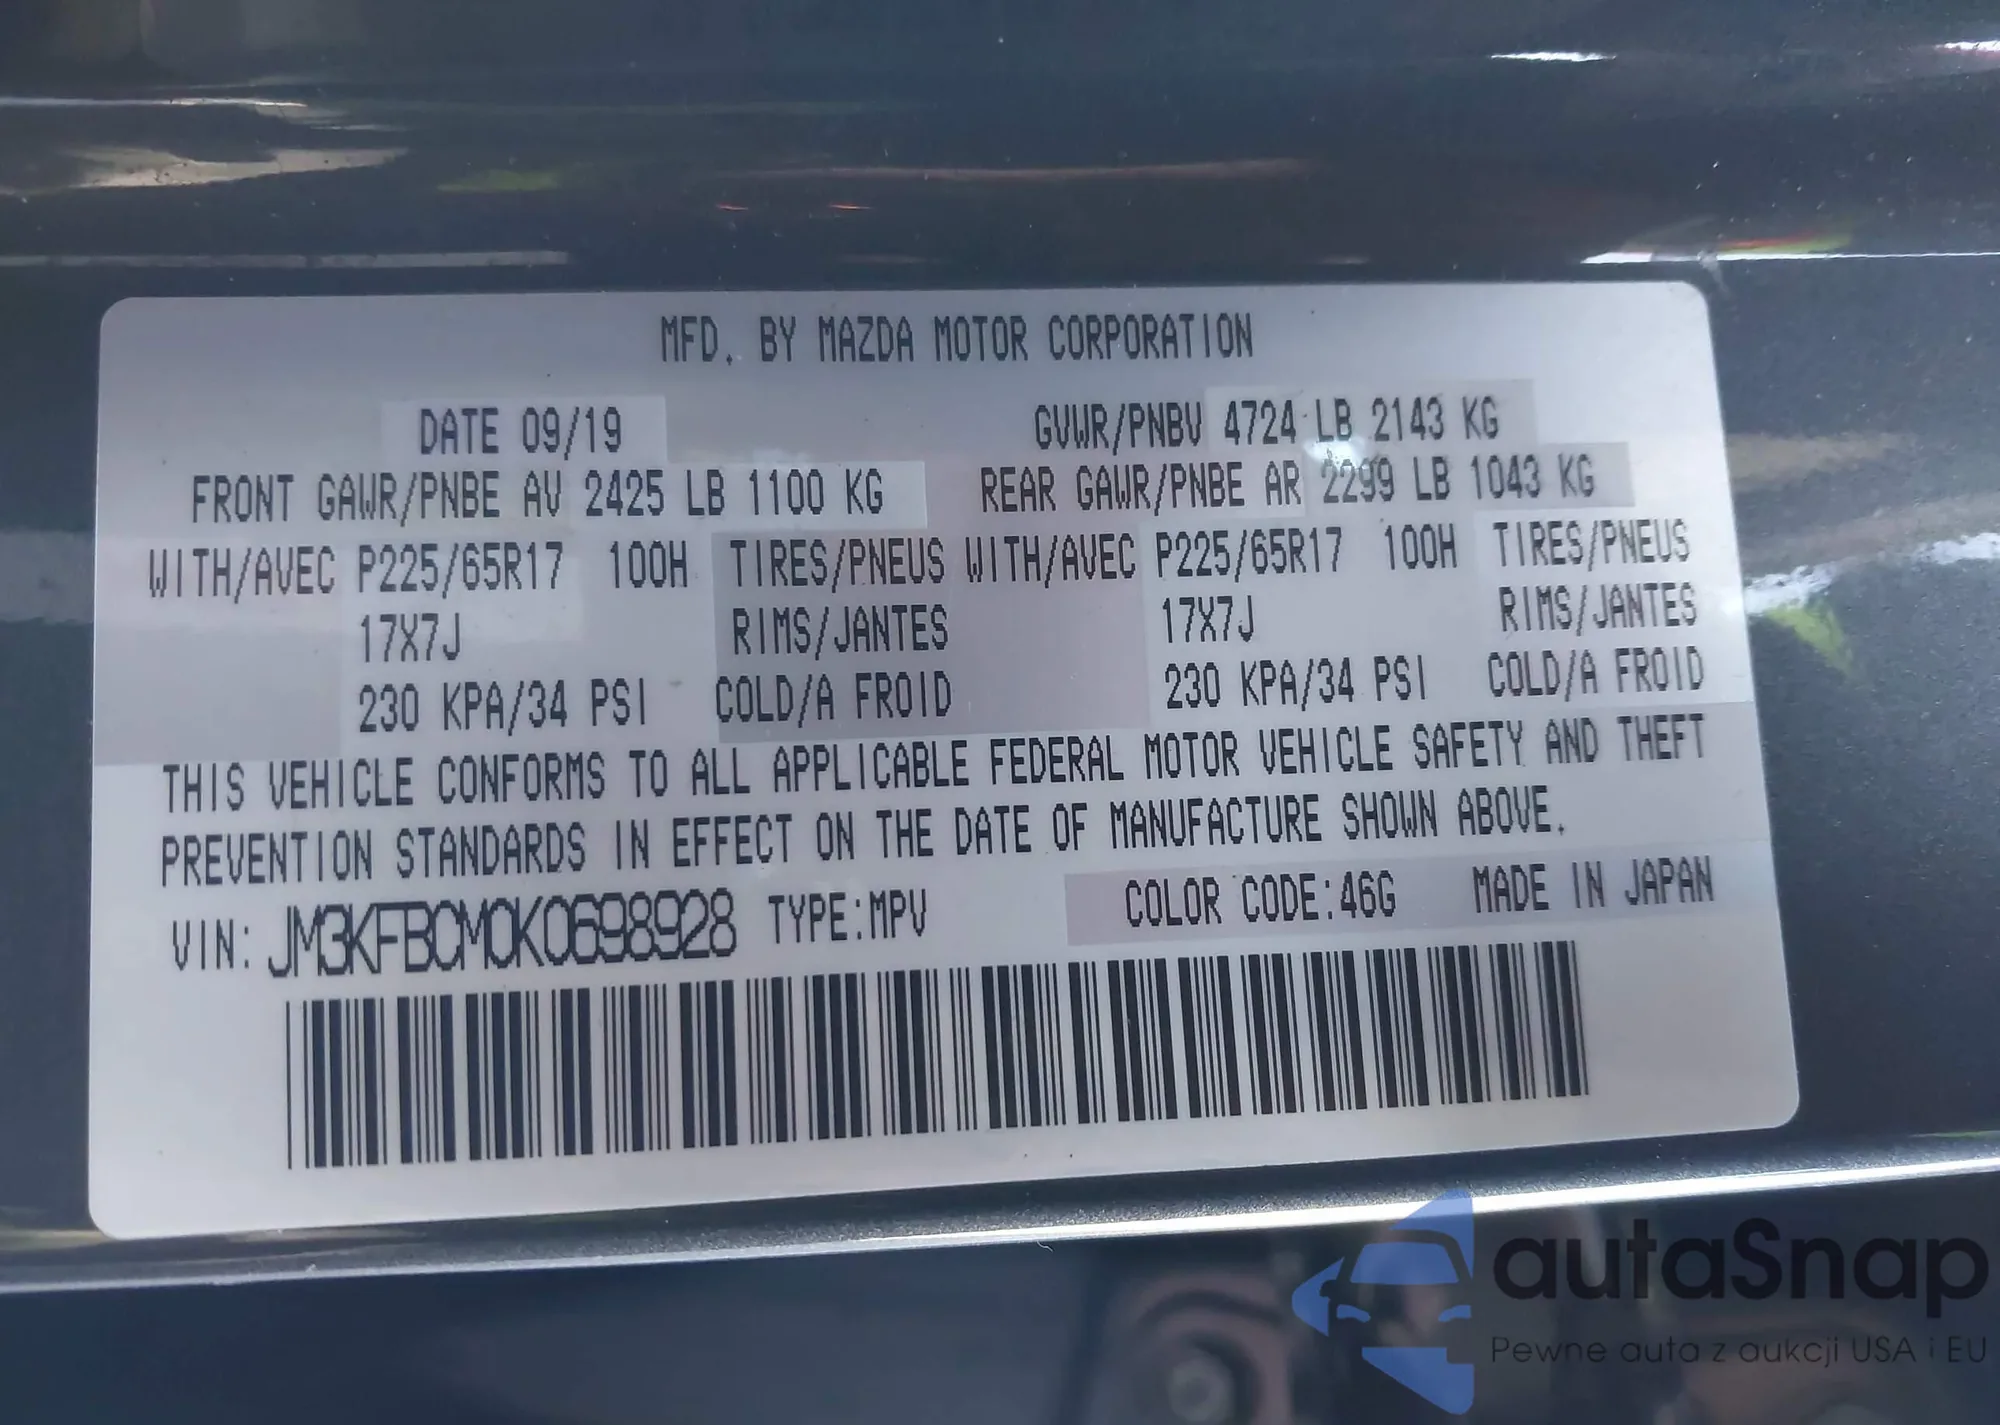 MFD. BY MAZDA MOTOR CORPORATION
DATE 09/19 GVWR/PNBV 4724 LB 2143 KG
FRONT GAWR/PNBE AV 2425 LB 1100 KG REAR GAWR/PNBE AR 2299 LB 1043 KG
WITH/AVEC P225/65R17 100H TIRES/PNEUS WITH/AVEC P225/65R17 100H TIRES/PNEUS
17X7J RIMS/JANTES 17X7J RIMS/JANTES
230 KPA/34 PSI COLD/A FROID 230 KPA/34 PSI COLD/A FROID
THIS VEHICLE CONFORMS TO ALL APPLICABLE FEDERAL MOTOR VEHICLE SAFETY AND THEFT
PREVENTION STANDARDS IN EFFECT ON THE DATE OF MANUFACTURE SHOWN ABOVE.
VIN: JM3KFBCM0K0698928 TYPE:MPV COLOR CODE:46G MADE IN JAPAN
autaSnap
Pewne auta z aukcji USA i EU